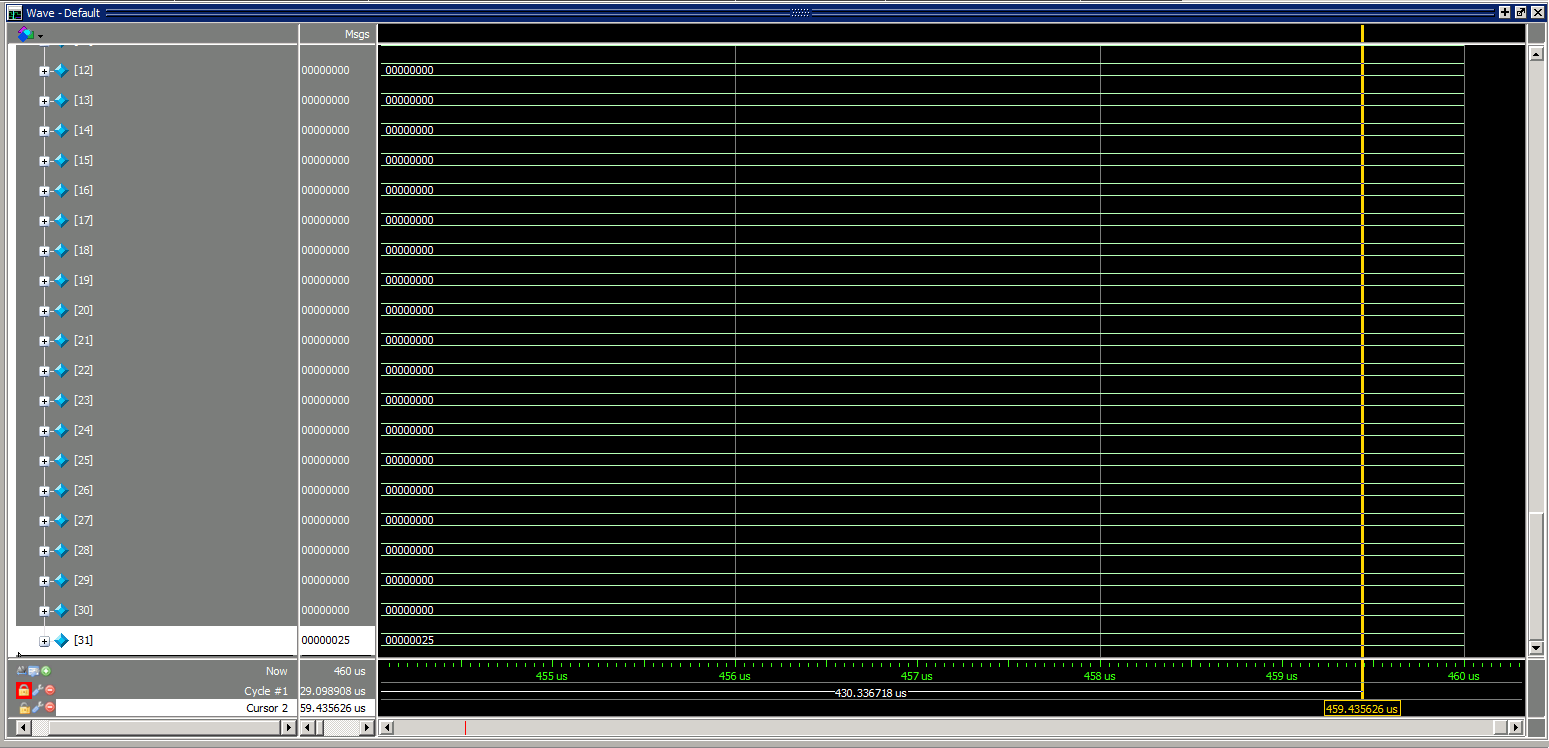 Wave - Default
Msgs
[12] 00000000 00000000
[13] 00000000 00000000
[14] 00000000 00000000
[15] 00000000 00000000
[16] 00000000 00000000
[17] 00000000 00000000
[18] 00000000 00000000
[19] 00000000 00000000
[20] 00000000 00000000
[21] 00000000 00000000
[22] 00000000 00000000
[23] 00000000 00000000
[24] 00000000 00000000
[25] 00000000 00000000
[26] 00000000 00000000
[27] 00000000 00000000
[28] 00000000 00000000
[29] 00000000 00000000
[30] 00000000 00000000
[31] 00000025 00000025
Now 460 us 455 us 456 us 457 us 458 us 459 us 460 us
Cycle #1 29.098908 us 430.336718 us
Cursor 2 59.435626 us 459.435626 us